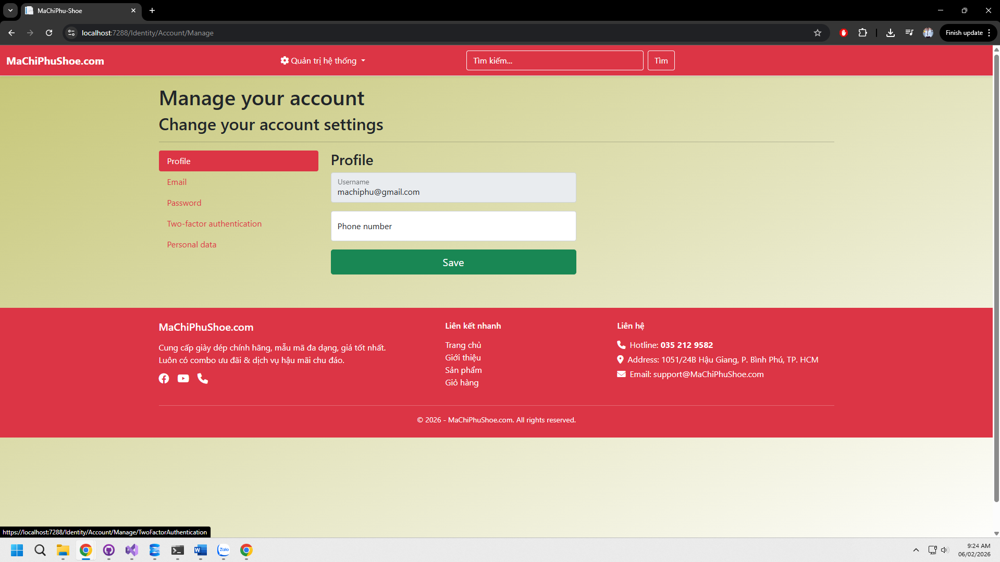 MaChiPhu-Shoe
localhost:7288/Identity/Account/Manage
Finish update
MaChiPhuShoe.com
Quản trị hệ thống
Tìm kiếm...
Tìm
Manage your account
Change your account settings
Profile
Email
Password
Two-factor authentication
Personal data
Profile
Username
machiphu@gmail.com
Phone number
Save
MaChiPhuShoe.com
Cung cấp giày dép chính hãng, mẫu mã đa dạng, giá tốt nhất.
Luôn có combo ưu đãi & dịch vụ hậu mãi chu đáo.
Liên kết nhanh
Trang chủ
Giới thiệu
Sản phẩm
Giỏ hàng
Liên hệ
Hotline: 035 212 9582
Address: 1051/24B Hậu Giang, P. Bình Phú, TP. HCM
Email: support@MaChiPhuShoe.com
© 2026 - MaChiPhuShoe.com. All rights reserved.
https://localhost:7288/Identity/Account/Manage/TwoFactorAuthentication
Zalo
9:24 AM
06/02/2026